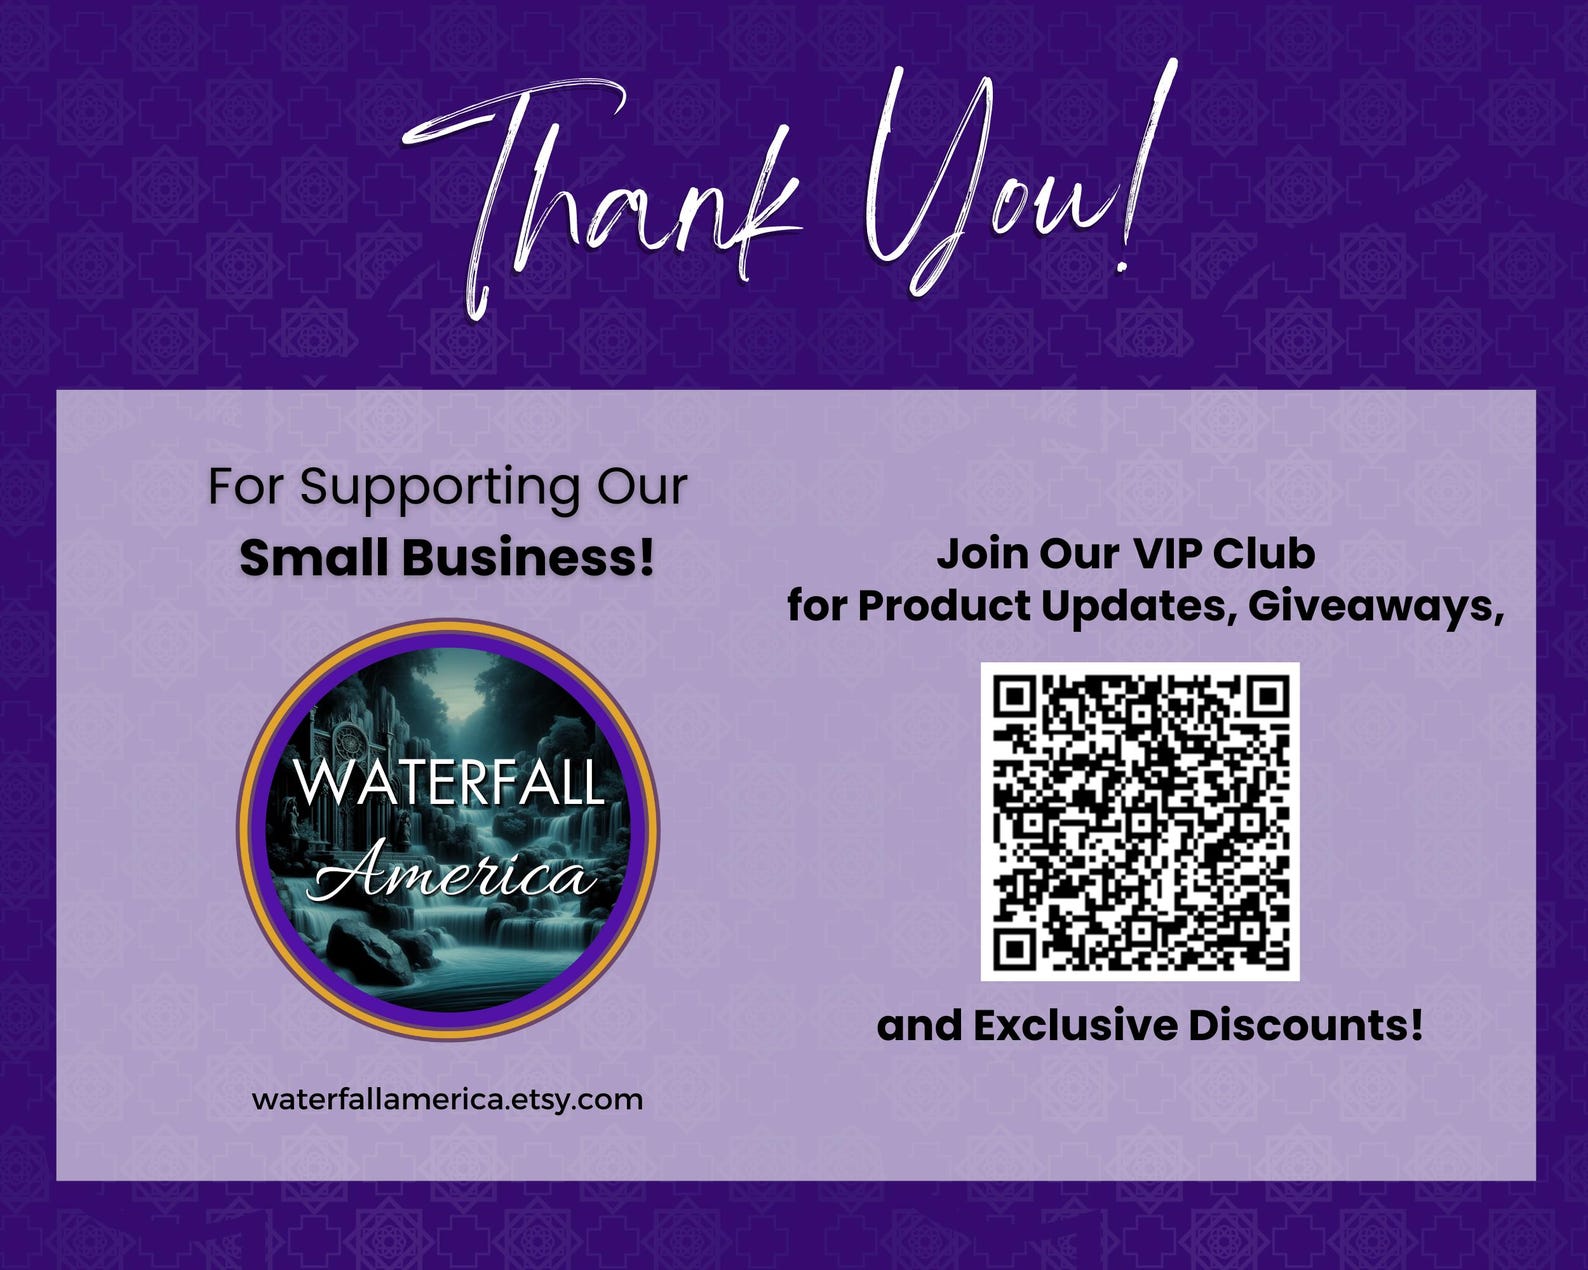 Thank You!
For Supporting Our
Small Business!
WATERFALL
America
waterfallamerica.etsy.com
Join Our VIP Club
for Product Updates, Giveaways,
and Exclusive Discounts!